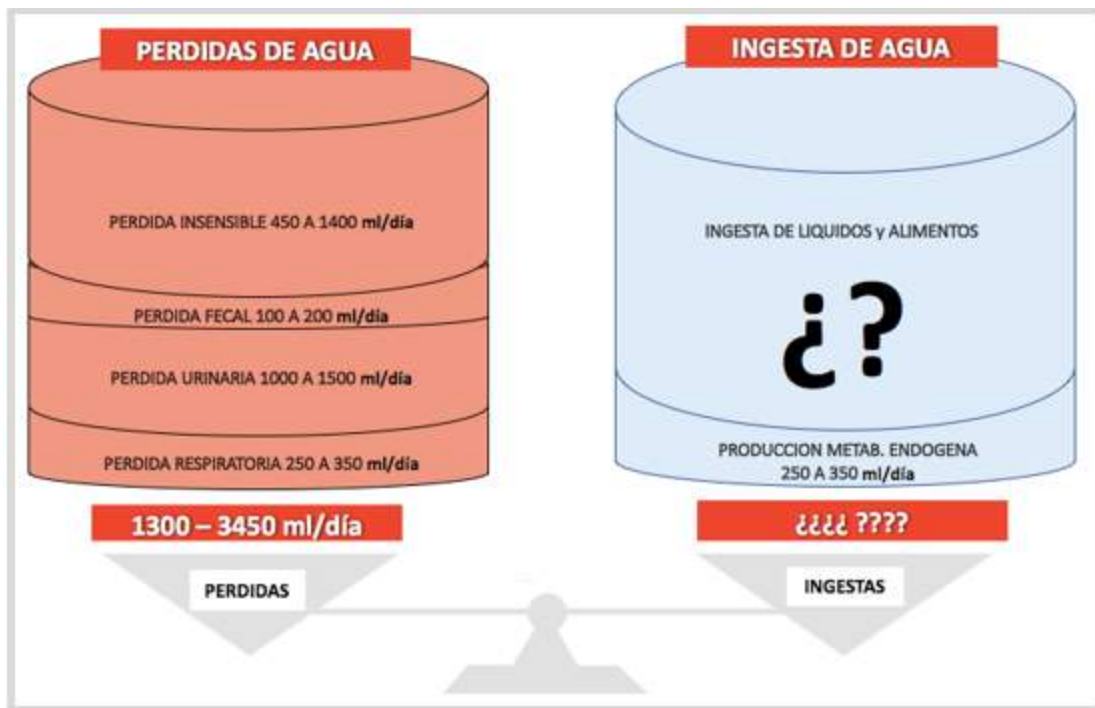 PERDIDAS DE AGUA
PERDIDA INSENSIBLE 450 A 1400 ml/día
PERDIDA FECAL 100 A 200 ml/día
PERDIDA URINARIA 1000 A 1500 ml/día
PERDIDA RESPIRATORIA 250 A 350 ml/día
1300 – 3450 ml/día
PERDIDAS
INGESTA DE AGUA
INGESTA DE LIQUIDOS y ALIMENTOS
¿?
PRODUCCION METAB. ENDOGENA
250 A 350 ml/día
¿¿¿¿ ????
INGESTAS